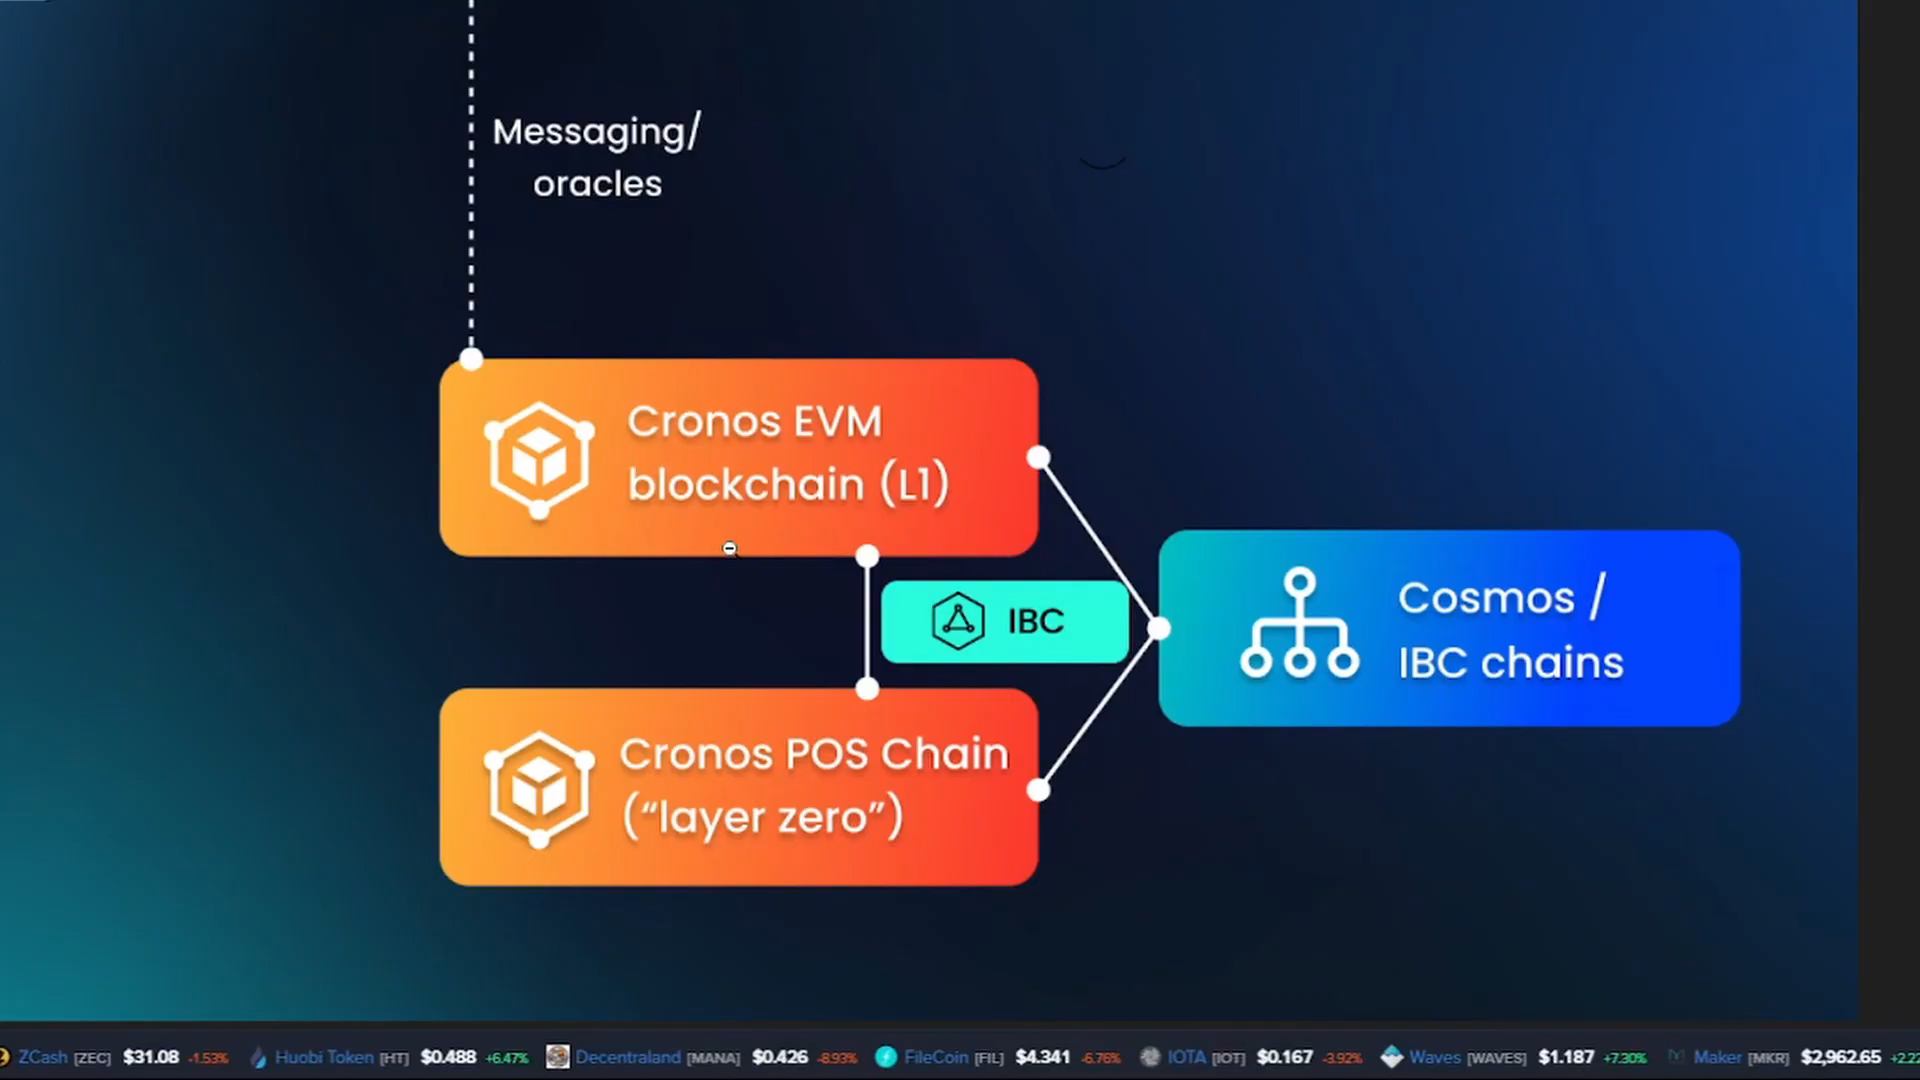 Messaging/
oracles
Cronos EVM
blockchain (L1)
IBC
Cosmos /
IBC chains
Cronos POS Chain
(“layer zero”)
ZCash [ZEC] $31.08 -1.53% Huobi Token [HT] $0.488 +6.47% Decentraland [MANA] $0.426 -8.93% FileCoin [FIL] $4.341 -6.76% IOTA [IOT] $0.167 -3.92% Waves [WAVES] $1.187 +7.30% Maker [MKR] $2,962.65